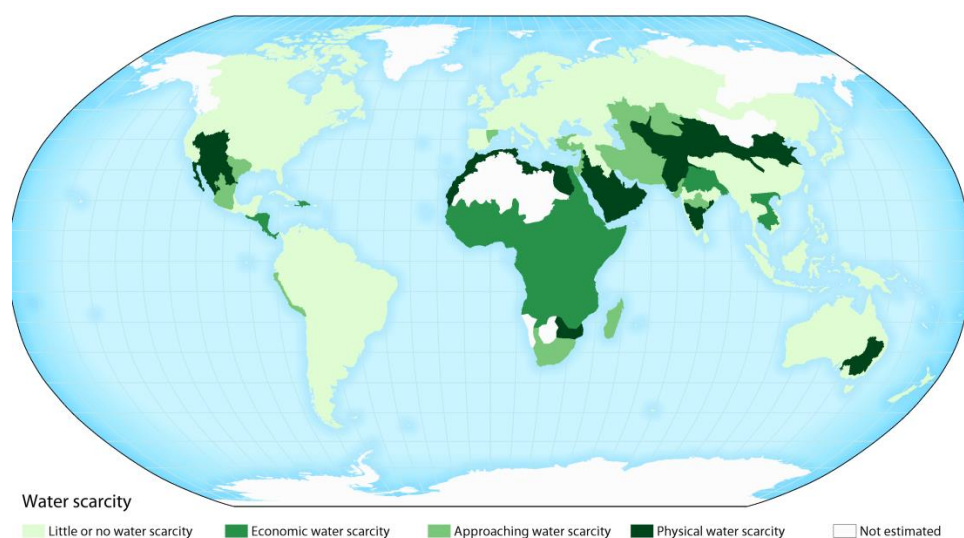 Water scarcity
Little or no water scarcity
Economic water scarcity
Approaching water scarcity
Physical water scarcity
Not estimated